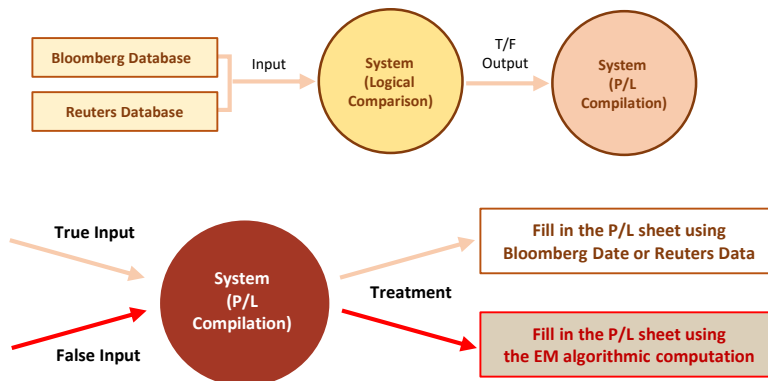 Bloomberg Database
Reuters Database
Input
System
(Logical
Comparison)
T/F
Output
System
(P/L
Compilation)
True Input
False Input
System
(P/L
Compilation)
Treatment
Fill in the P/L sheet using
Bloomberg Date or Reuters Data
Fill in the P/L sheet using
the EM algorithmic computation